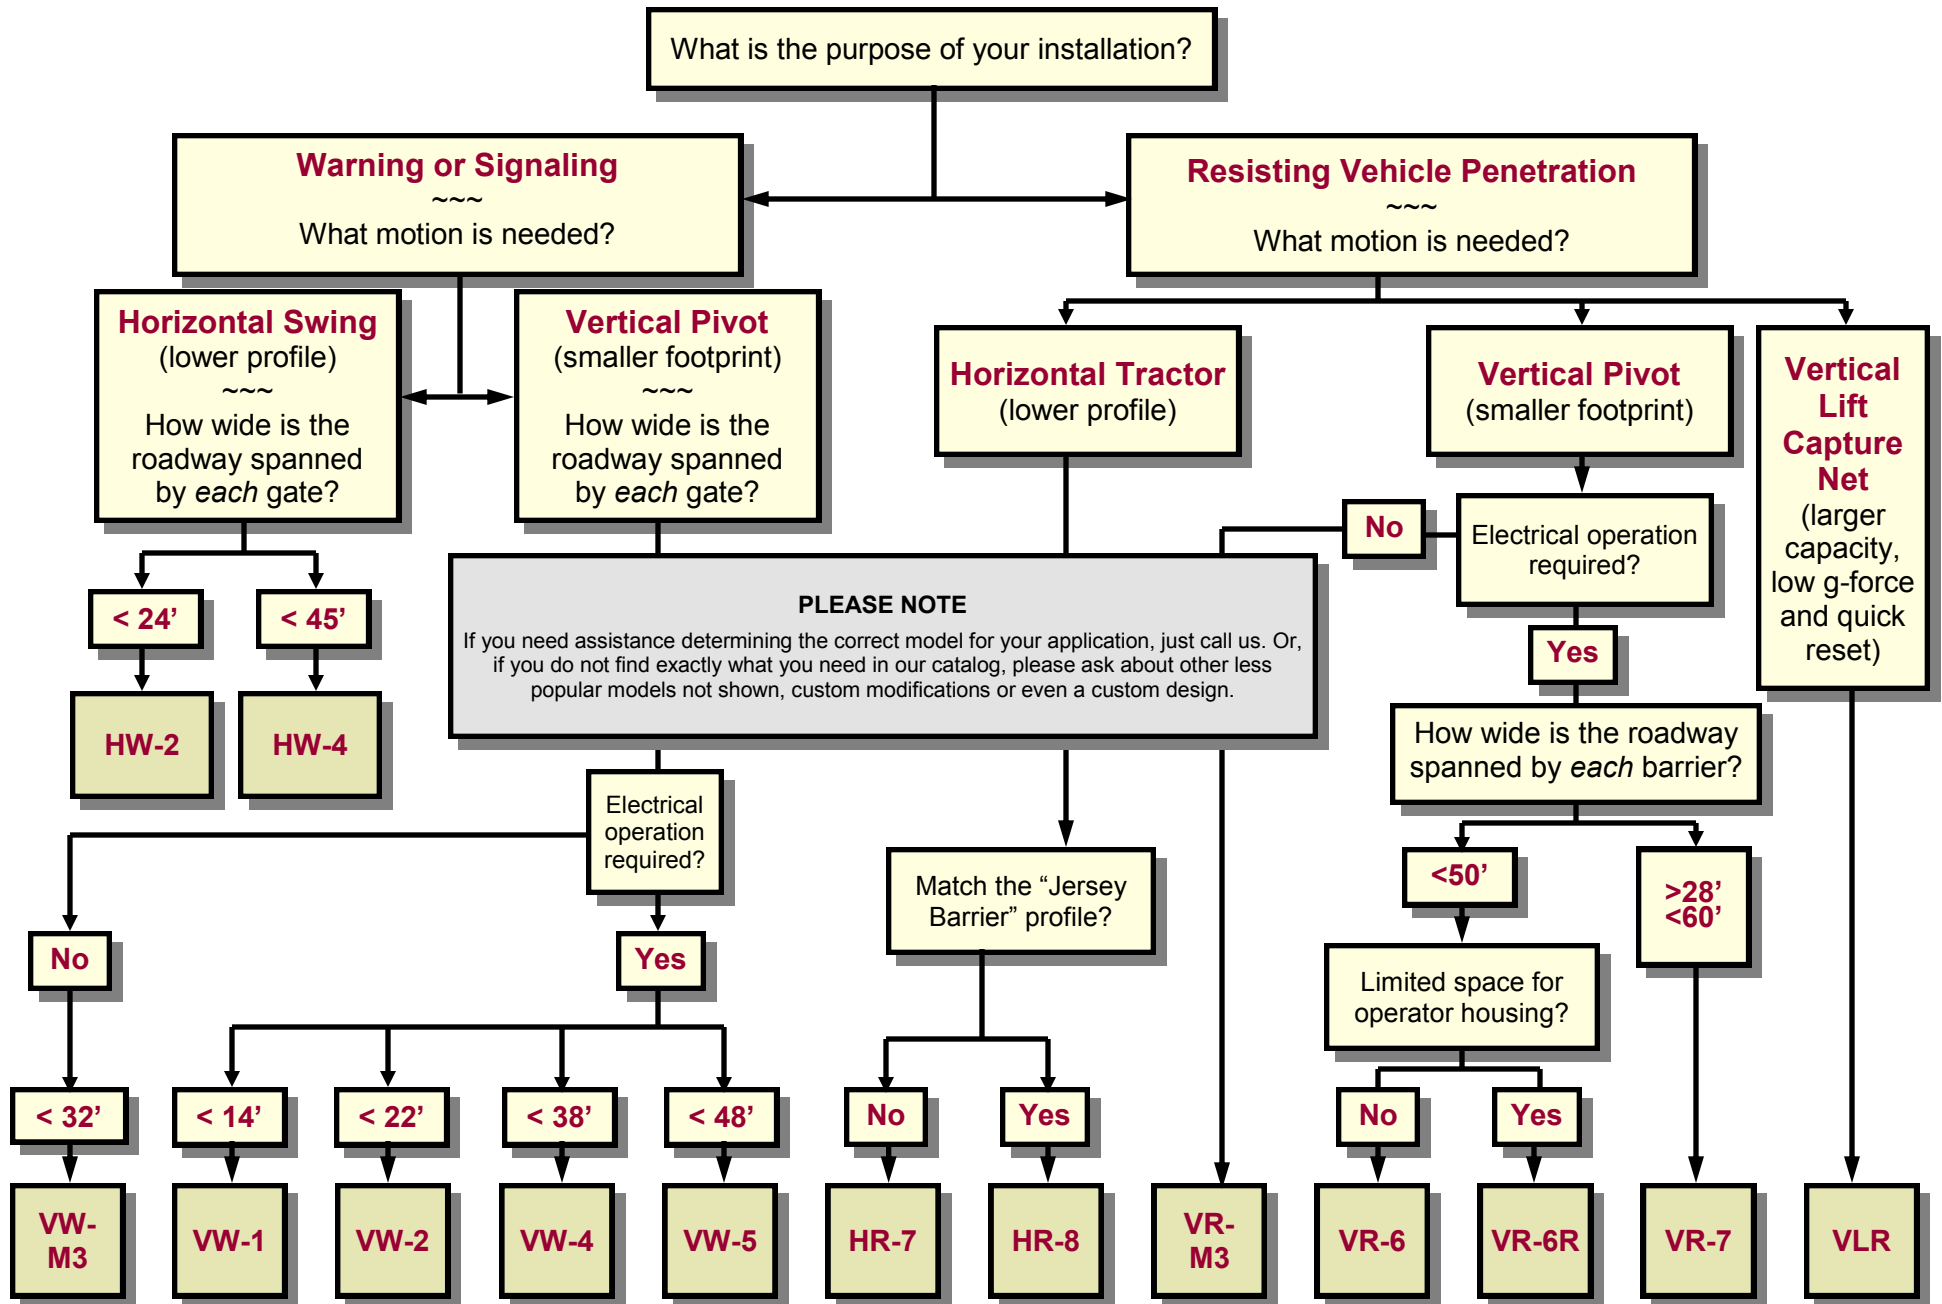 What is the purpose of your installation?
Warning or Signaling
~~~
What motion is needed?
Resisting Vehicle Penetration
~~~
What motion is needed?
Horizontal Swing
(lower profile)
~~~
How wide is the
roadway spanned
by each gate?
Vertical Pivot
(smaller footprint)
~~~
How wide is the
roadway spanned
by each gate?
Horizontal Tractor
(lower profile)
Vertical Pivot
(smaller footprint)
Vertical
Lift
Capture
Net
(larger
capacity,
low g-force
and quick
reset)
No
Electrical operation
required?
< 24’
< 45’
PLEASE NOTE
If you need assistance determining the correct model for your application, just call us. Or,
if you do not find exactly what you need in our catalog, please ask about other less
popular models not shown, custom modifications or even a custom design.
Yes
HW-2
HW-4
How wide is the roadway
spanned by each barrier?
Electrical
operation
required?
Match the “Jersey
Barrier” profile?
<50’
>28’
<60’
No
Yes
Limited space for
operator housing?
< 32’
< 14’
< 22’
< 38’
< 48’
No
Yes
No
Yes
VW-
M3
VW-1
VW-2
VW-4
VW-5
HR-7
HR-8
VR-
M3
VR-6
VR-6R
VR-7
VLR